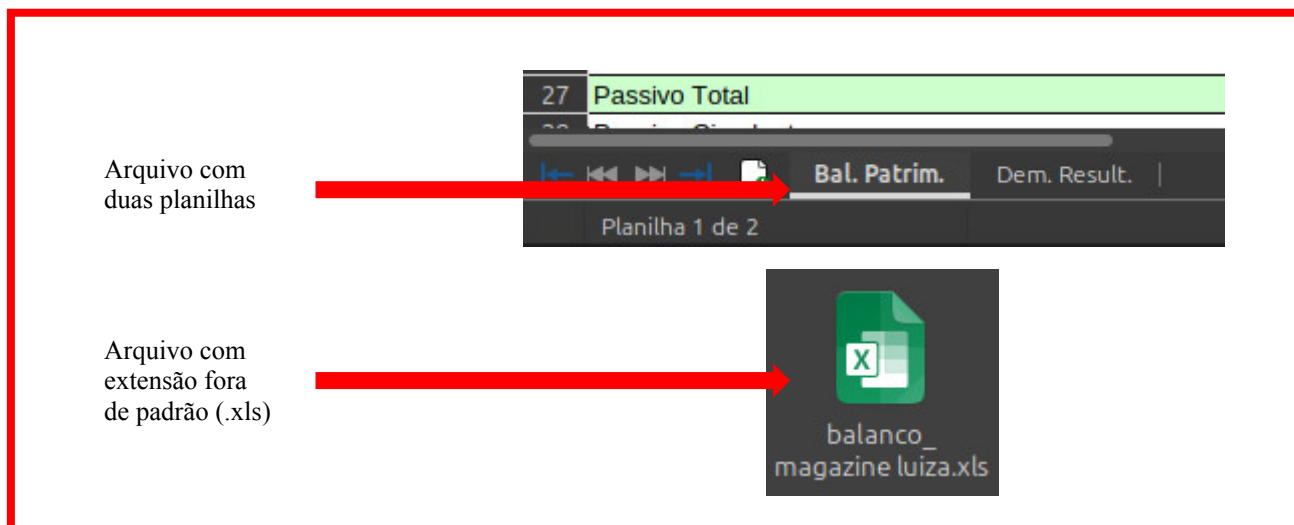 27 Passivo Total
Arquivo com
duas planilhas
Bal. Patrim. Dem. Result.
Planilha 1 de 2
Arquivo com
extensão fora
de padrão (.xls)
X
balanco_
magazine luiza.xls